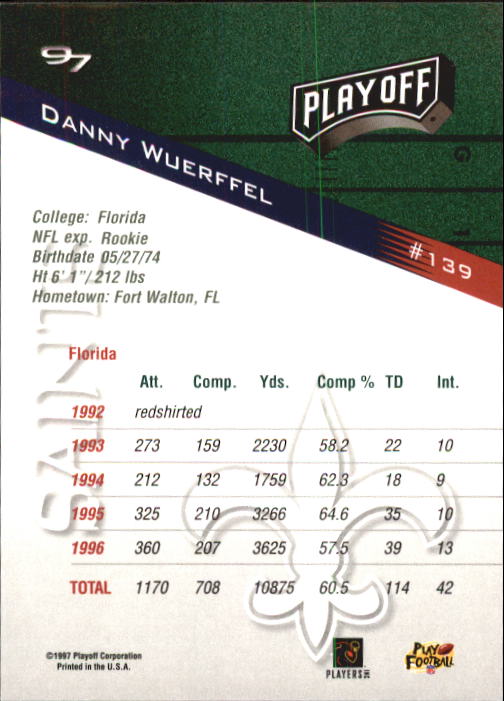 97
PLAYOFF
DANNY WUERFFEL
#139
College: Florida
NFL exp. Rookie
Birthdate 05/27/74
Ht 6' 1"/ 212 lbs
Hometown: Fort Walton, FL
SAINTS
Florida
Att. Comp. Yds. Comp % TD Int.
1992 redshirted
1993 273 159 2230 58.2 22 10
1994 212 132 1759 62.3 18 9
1995 325 210 3266 64.6 35 10
1996 360 207 3625 57.5 39 13
TOTAL 1170 708 10875 60.5 114 42
©1997 Playoff Corporation
Printed in the U.S.A.
PLAYERS INC
PLAY FOOTBALL